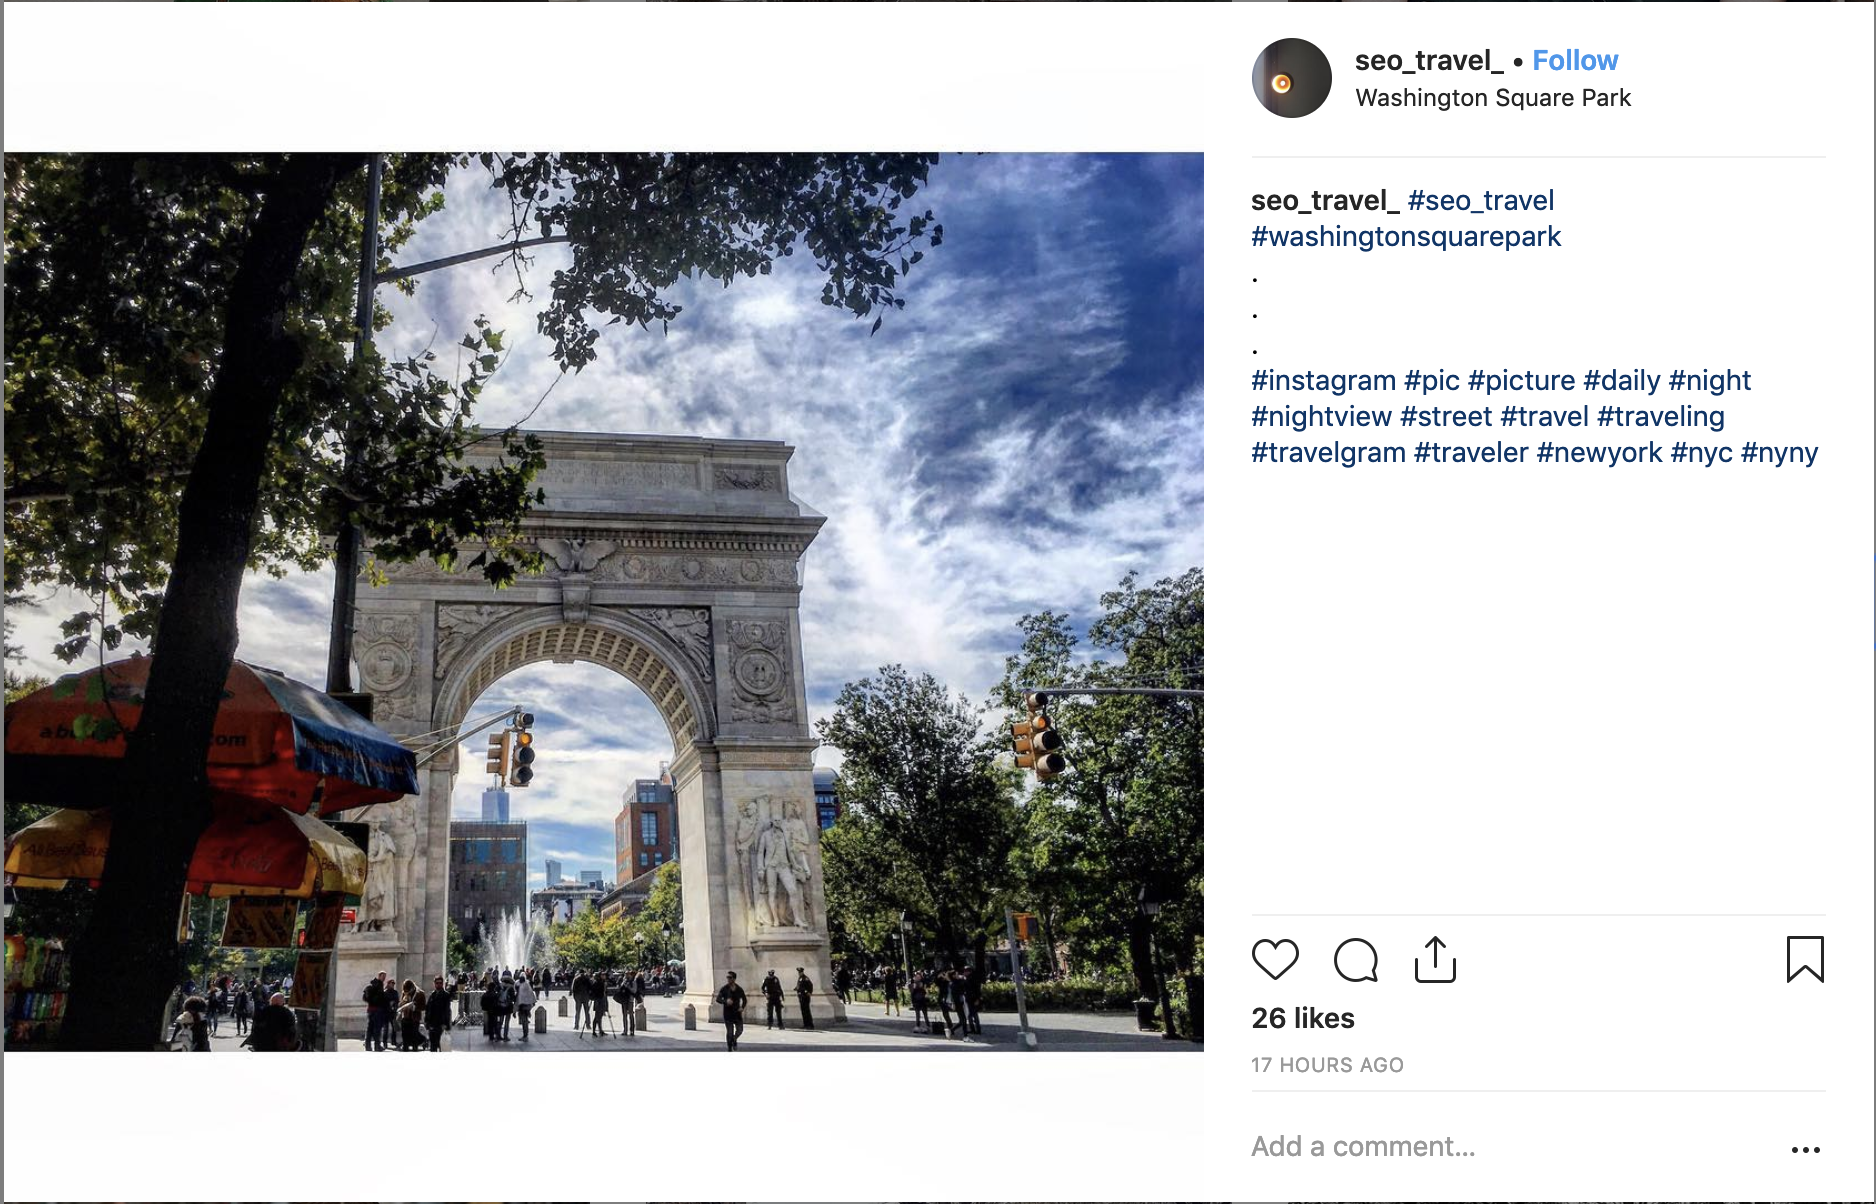 seo_travel_ • Follow
Washington Square Park
seo_travel_ #seo_travel
#washingtonsquarepark
.
.
.
#instagram #pic #picture #daily #night
#nightview #street #travel #traveling
#travelgram #traveler #newyork #nyc #nyny
26 likes
17 HOURS AGO
Add a comment...